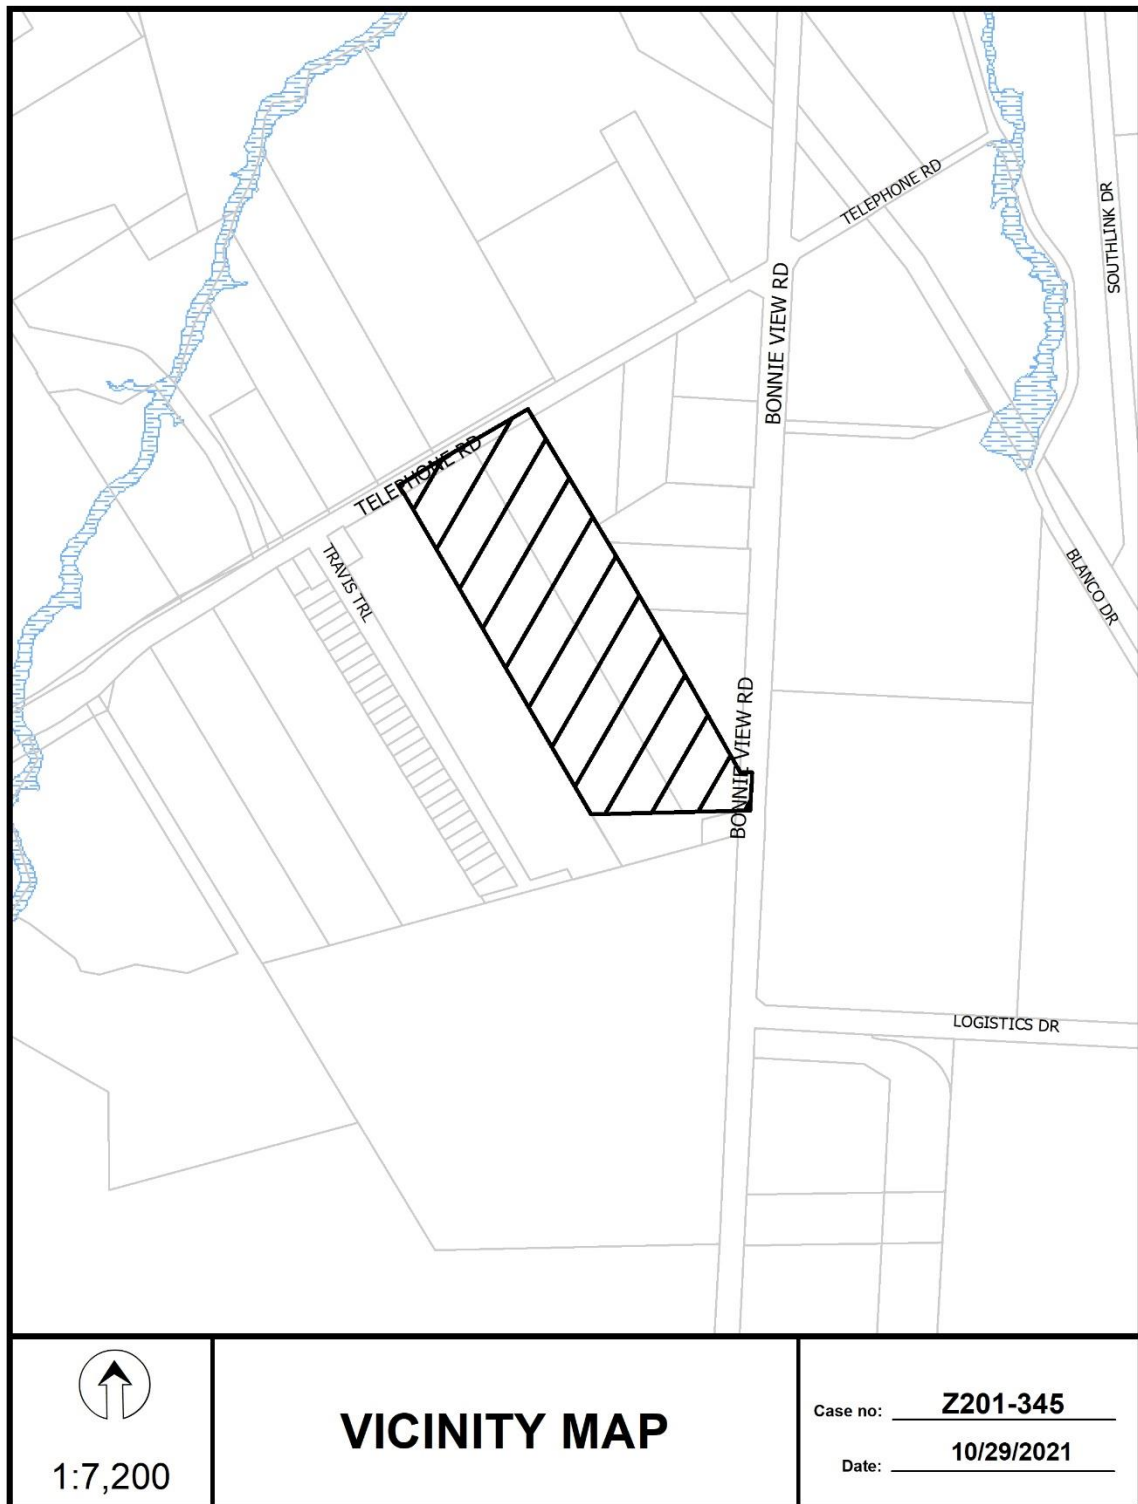 TELEPHONE RD
SOUTHLINK DR
BONNIE VIEW RD
TELEPHONE RD
TRAVIS TRL
BLANCO DR
BONNIE VIEW RD
LOGISTICS DR
1:7,200
VICINITY MAP
Case no: Z201-345
Date: 10/29/2021